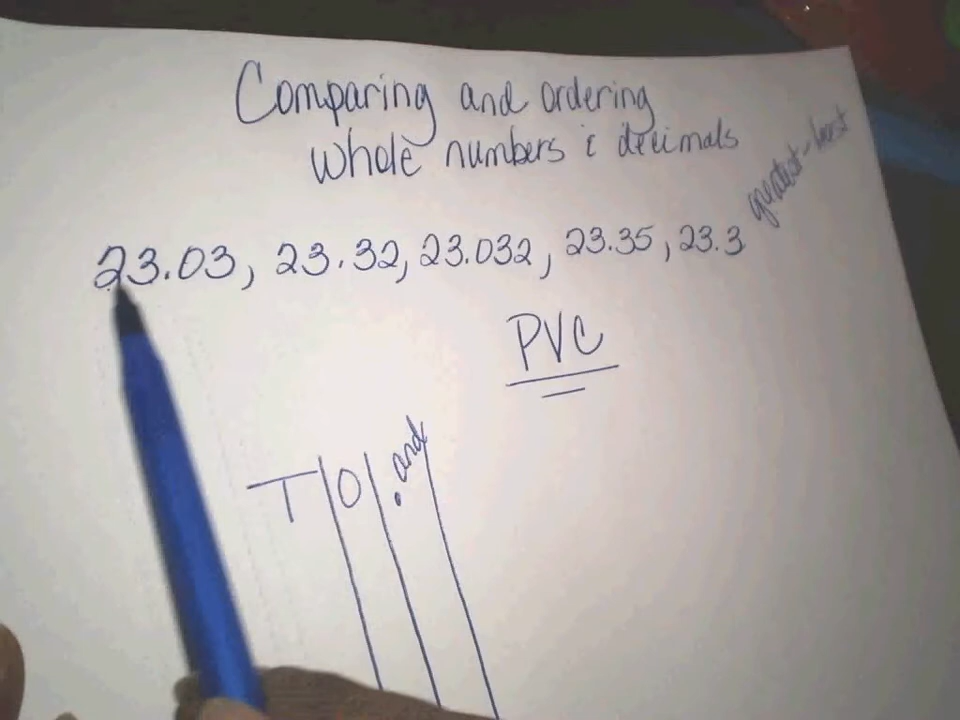 Comparing and ordering
whole numbers & decimals
greatest - least
23.03, 23.32, 23.032, 23.35, 23.3
PVC
T O . and